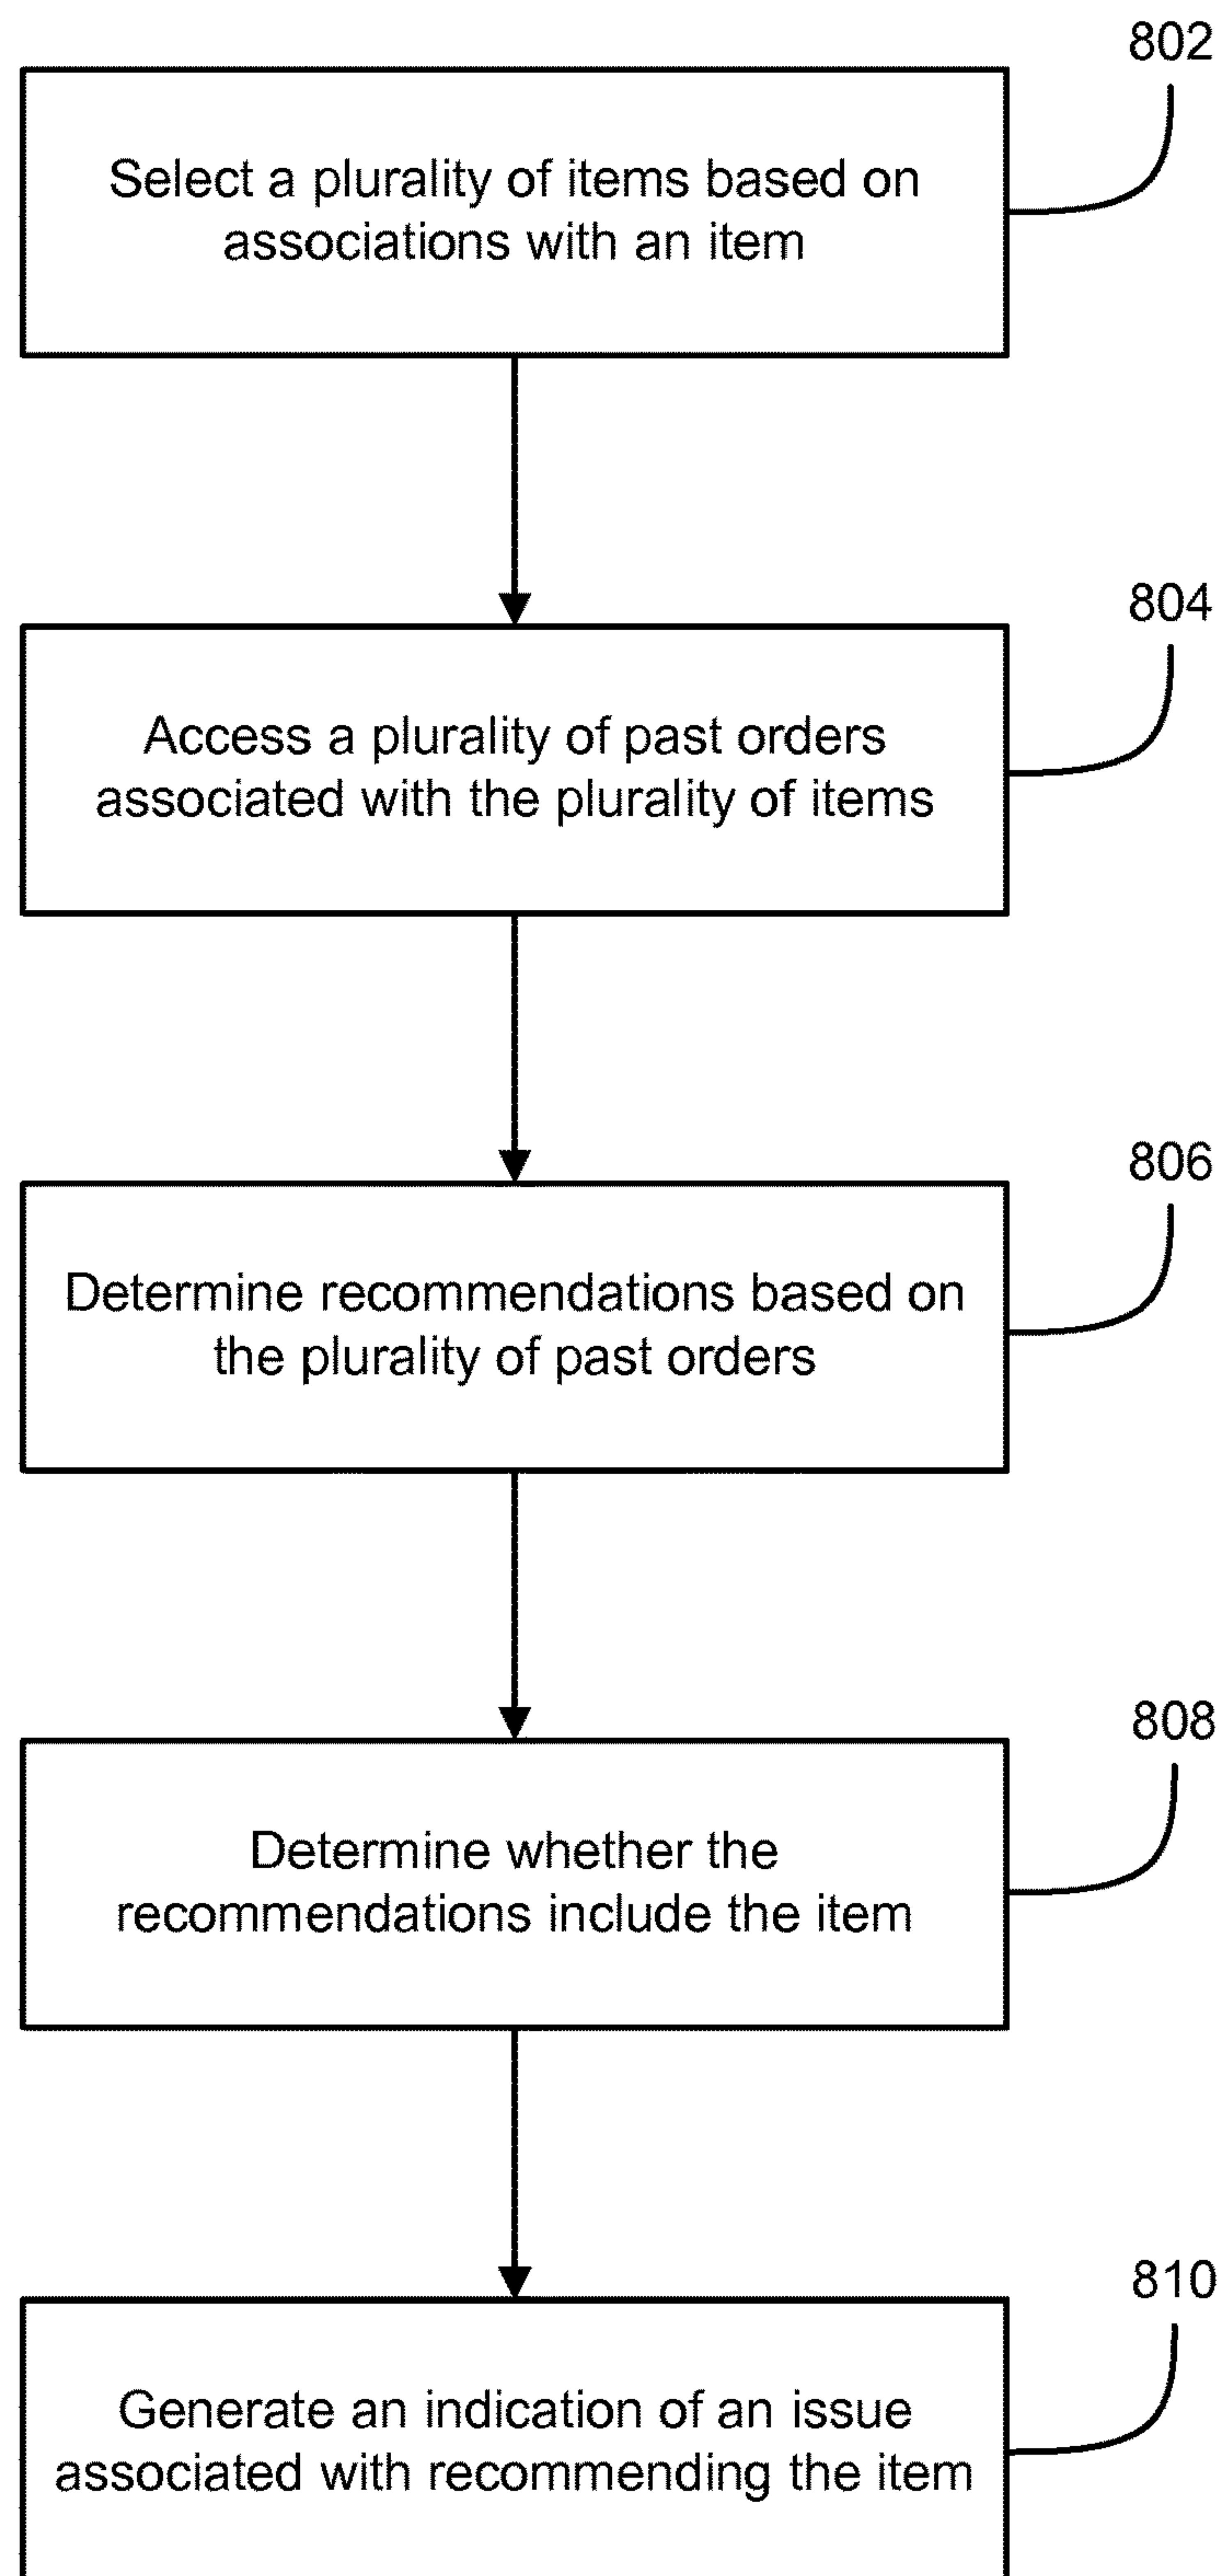 802
Select a plurality of items based on
associations with an item
804
Access a plurality of past orders
associated with the plurality of items
806
Determine recommendations based on
the plurality of past orders
808
Determine whether the
recommendations include the item
810
Generate an indication of an issue
associated with recommending the item